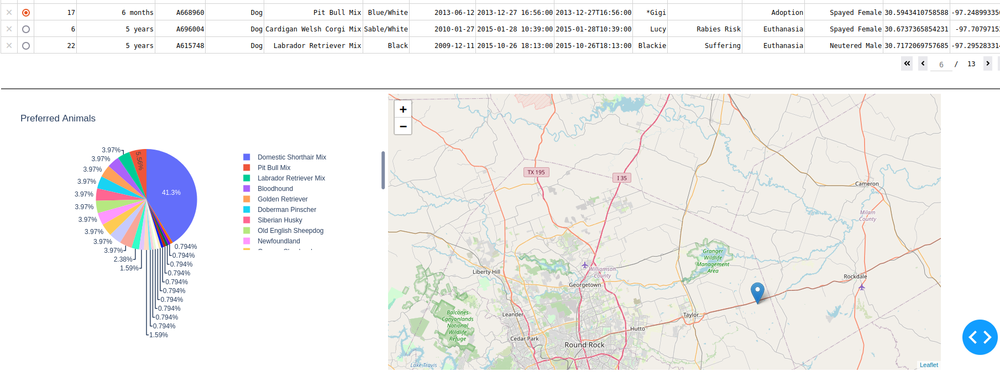 17 6 months A668960 Dog Pit Bull Mix Blue/White 2013-06-12 2013-12-27 16:56:00 2013-12-27T16:56:00 *Gigi Adoption Spayed Female 30.5943410758588
6 5 years A696004 Dog Cardigan Welsh Corgi Mix Sable/White 2010-01-27 2015-01-28 10:39:00 2015-01-28T10:39:00 Lucy Rabies Risk Euthanasia Spayed Female 30.6737365854231
22 5 years A615748 Dog Labrador Retriever Mix Black 2009-12-11 2015-10-26 18:13:00 2015-10-26T18:13:00 Blackie Suffering Euthanasia Neutered Male 30.7172069757685
6 / 13
Preferred Animals
3.97%
3.97%
3.97%
3.97%
3.97%
3.97%
3.97%
3.97%
3.97%
3.97%
2.38%
1.59%
5.56%
41.3%
0.794%
0.794%
0.794%
0.794%
0.794%
0.794%
0.794%
0.794%
0.794%
0.794%
1.59%
Domestic Shorthair Mix
Pit Bull Mix
Labrador Retriever Mix
Bloodhound
Golden Retriever
Doberman Pinscher
Siberian Husky
Old English Sheepdog
Newfoundland
+
−
TX 195
I 35
Cameron
Milam
County
Granger
Wildlife
Management
Area
Liberty Hill
Williamson
County
Georgetown
Rockdale
Leander
Taylor
Balcones
Canyonlands
National
Wildlife
Refuge
Hutto
Cedar Park
Round Rock
Lake Travis
Leaflet